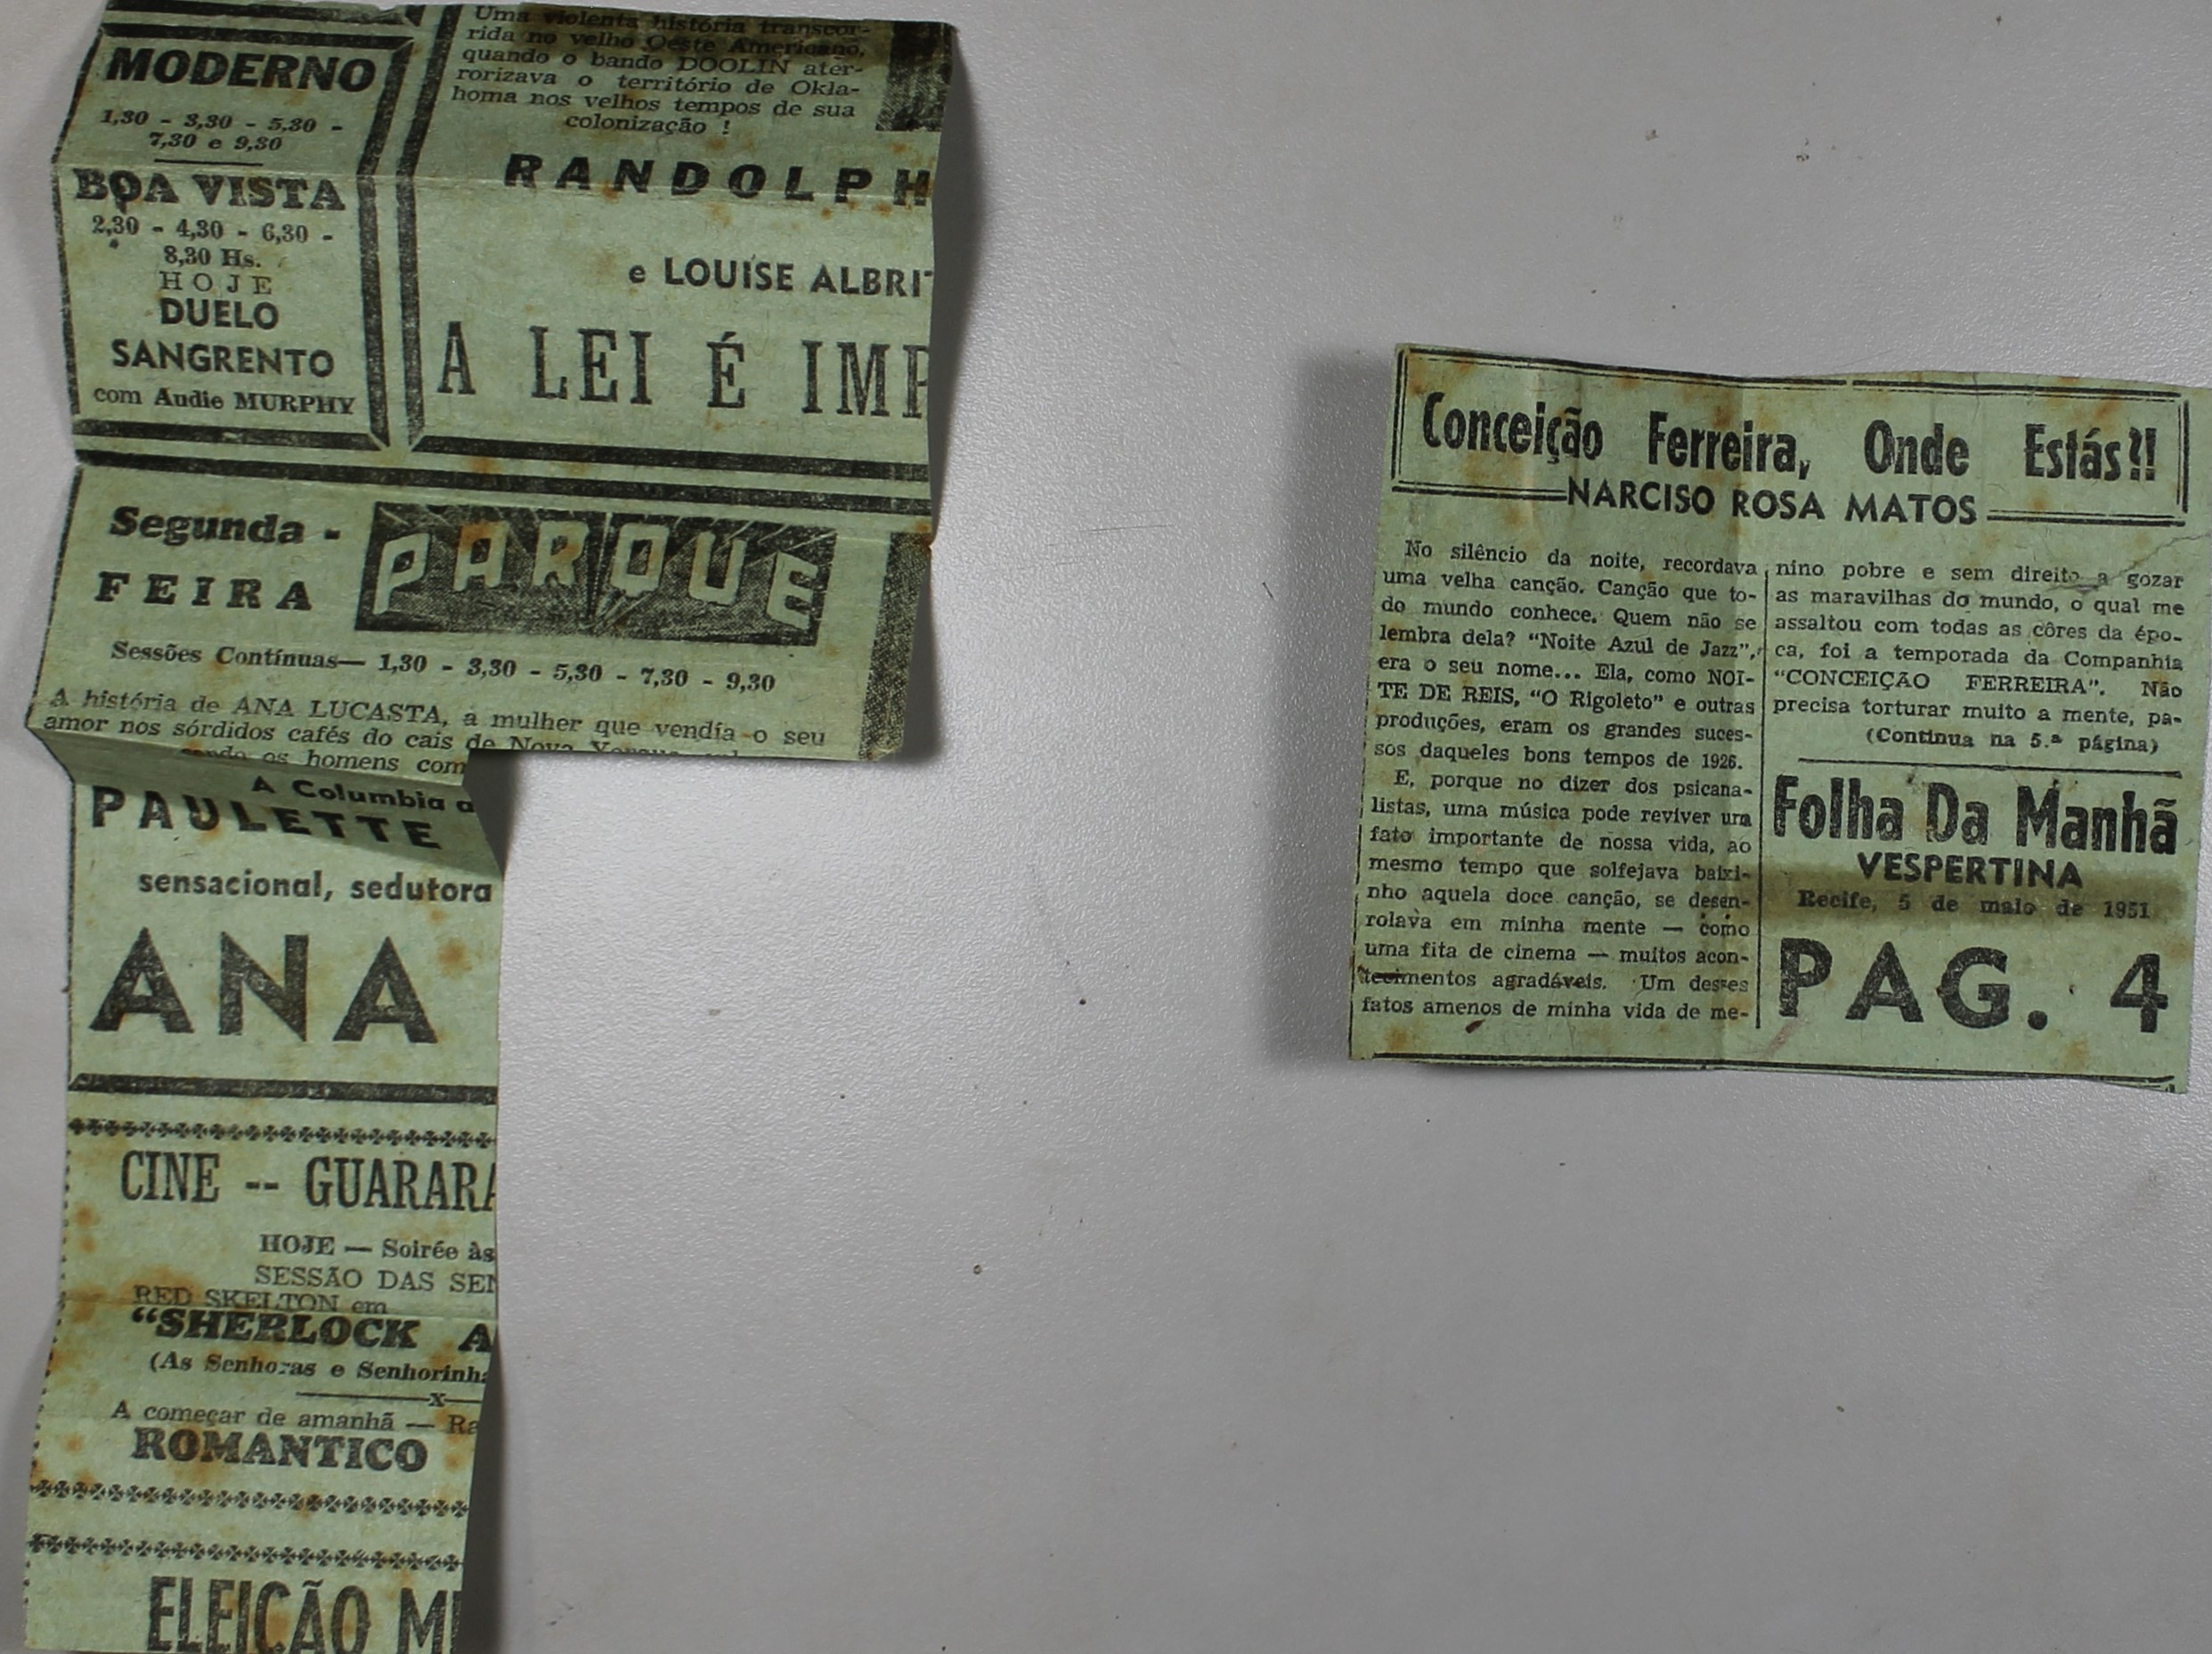 MODERNO
1,30 - 3,30 - 5,30 -
7,30 e 9,30
BOA VISTA
2,30 - 4,30 - 6,30 -
8,30 Hs.
HOJE
DUELO
SANGRENTO
com Audie MURPHY
Uma violenta história transcor-
rida no velho Oeste Americano,
quando o bando DOOLIN ater-
rorizava o território de Okla-
homa nos velhos tempos de sua
colonização !
RANDOLPH
e LOUISE ALBRIT
A LEI É IMP
Segunda -
FEIRA
PARQUE
Sessões Contínuas— 1,30 - 3,30 - 5,30 - 7,30 - 9,30
A história de ANA LUCASTA, a mulher que vendia o seu
amor nos sórdidos cafés do cais de Nova
os homens com
A Columbia a
PAULETTE
sensacional, sedutora
ANA
CINE -- GUARARA
HOJE — Soirée às
SESSÃO DAS SEN
RED SKELTON em
“SHERLOCK A
(As Senhoras e Senhorinha
x
A começar de amanhã — Ra
ROMANTICO
ELEIÇÃO MI
Conceição Ferreira, Onde Estás?!
NARCISO ROSA MATOS
No silêncio da noite, recordava
uma velha canção. Canção que to-
do mundo conhece. Quem não se
lembra dela? “Noite Azul de Jazz”,
era o seu nome... Ela, como NOI-
TE DE REIS, “O Rigoleto” e outras
produções, eram os grandes suces-
sos daqueles bons tempos de 1926.
E, porque no dizer dos psicana-
listas, uma música pode reviver um
fato importante de nossa vida, ao
mesmo tempo que solfejava baixi-
nho aquela doce canção, se desen-
rolava em minha mente — como
uma fita de cinema — muitos acon-
tecimentos agradáveis. Um desses
fatos amenos de minha vida de me-
nino pobre e sem direito a gozar
as maravilhas do mundo, o qual me
assaltou com todas as côres da épo-
ca, foi a temporada da Companhia
“CONCEIÇÃO FERREIRA”. Não
precisa torturar muito a mente, pa-
(Continua na 5.ª página)
Folha Da Manhã
VESPERTINA
Recife, 5 de maio de 1951
PAG. 4